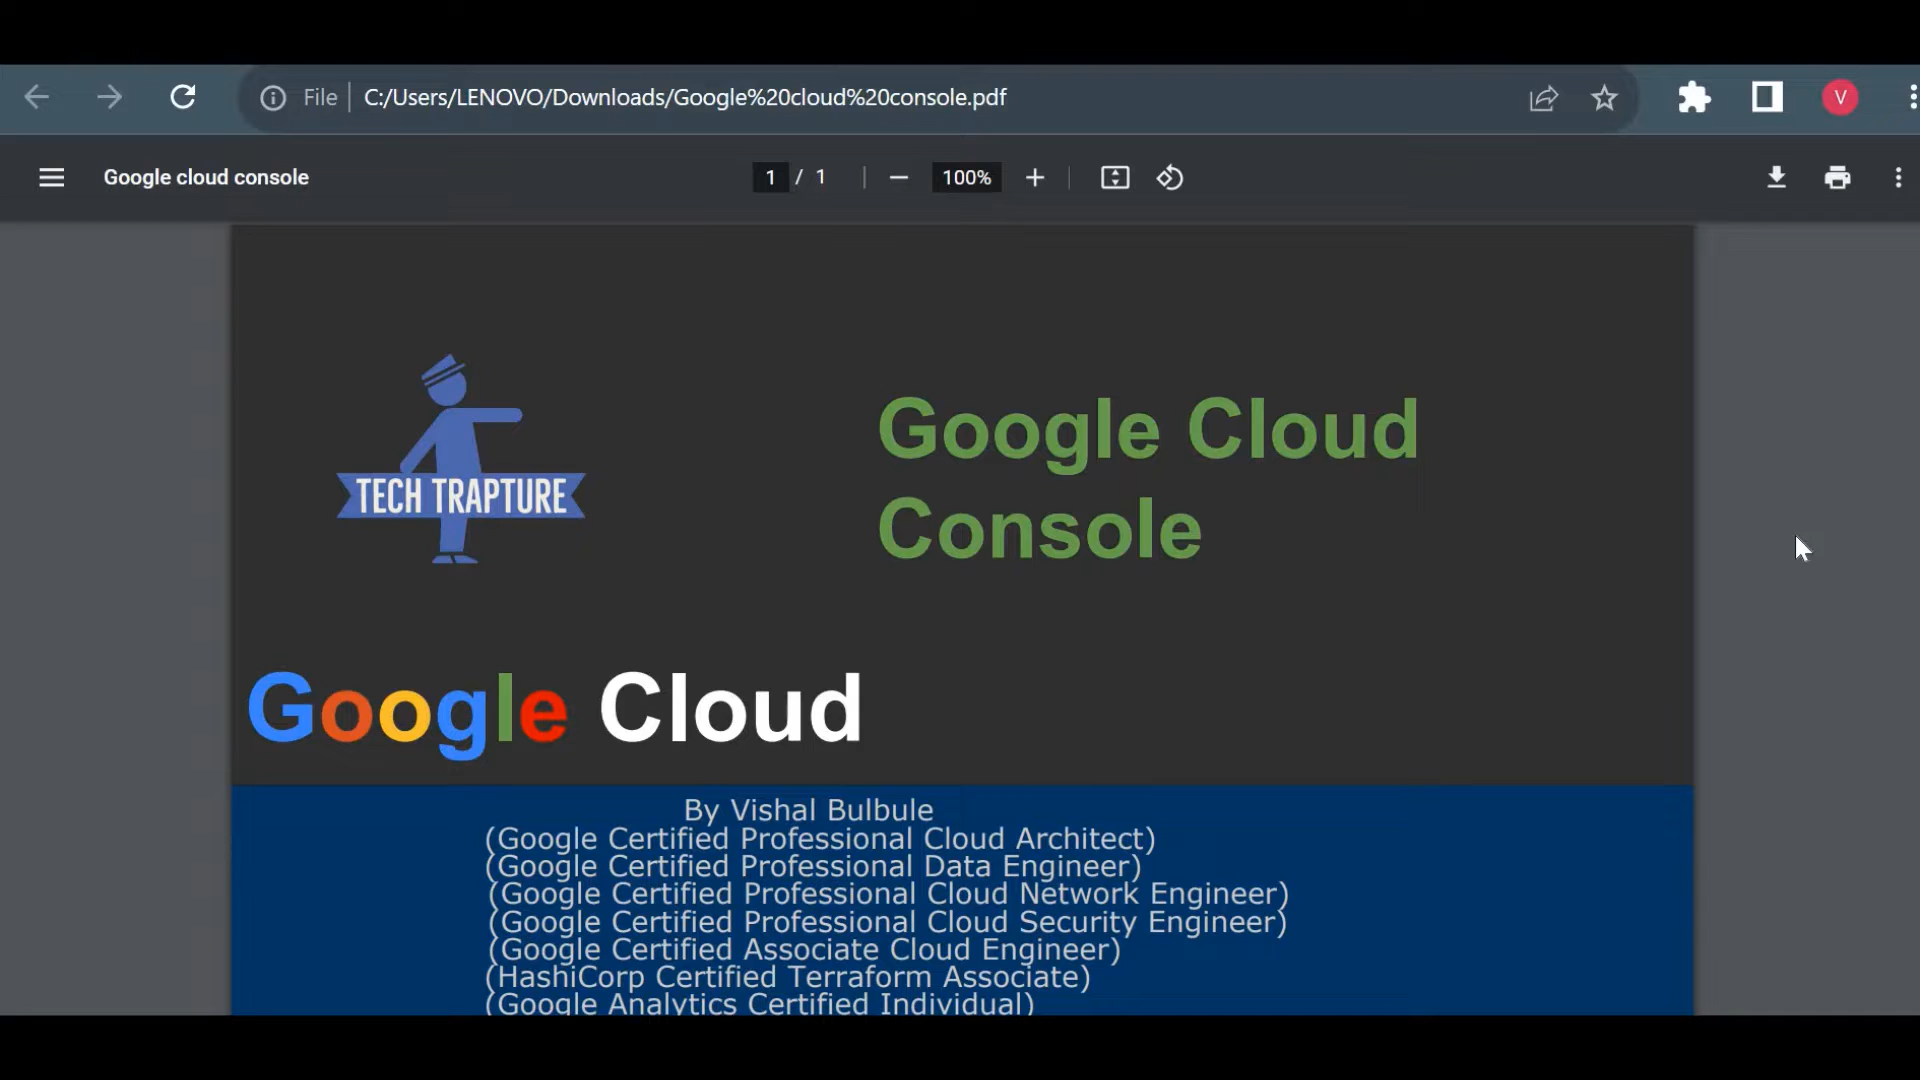 File C:/Users/LENOVO/Downloads/Google%20cloud%20console.pdf
V
Google cloud console
1 / 1
100%
TECH TRAPTURE
Google Cloud
Console
Google Cloud
By Vishal Bulbule
(Google Certified Professional Cloud Architect)
(Google Certified Professional Data Engineer)
(Google Certified Professional Cloud Network Engineer)
(Google Certified Professional Cloud Security Engineer)
(Google Certified Associate Cloud Engineer)
(HashiCorp Certified Terraform Associate)
(Google Analytics Certified Individual)